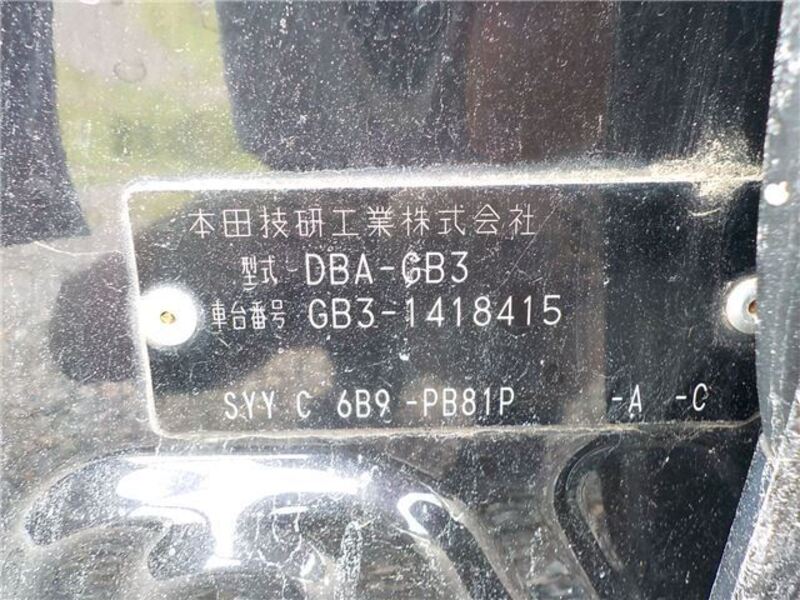 本田技研工業株式会社
型式 DBA-GB3
車台番号 GB3-1418415
SYY C 6B9 -PB81P -A -C